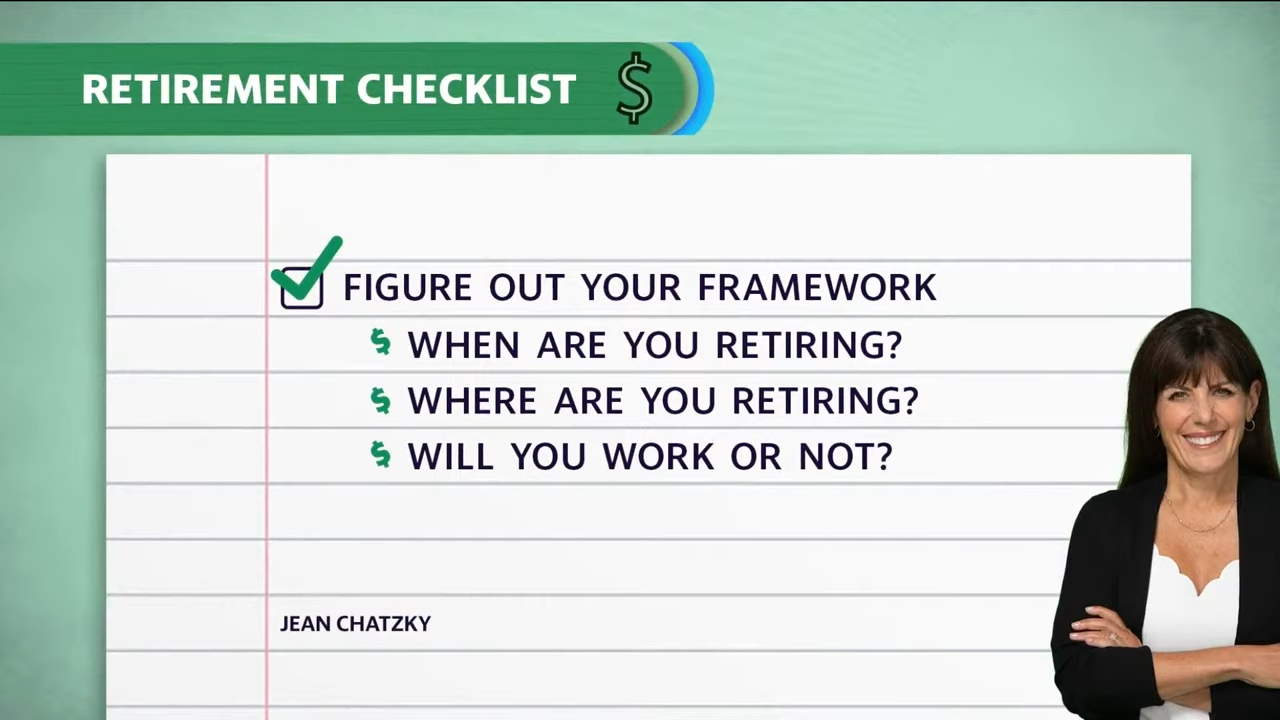 RETIREMENT CHECKLIST $
FIGURE OUT YOUR FRAMEWORK
$ WHEN ARE YOU RETIRING?
$ WHERE ARE YOU RETIRING?
$ WILL YOU WORK OR NOT?
JEAN CHATZKY